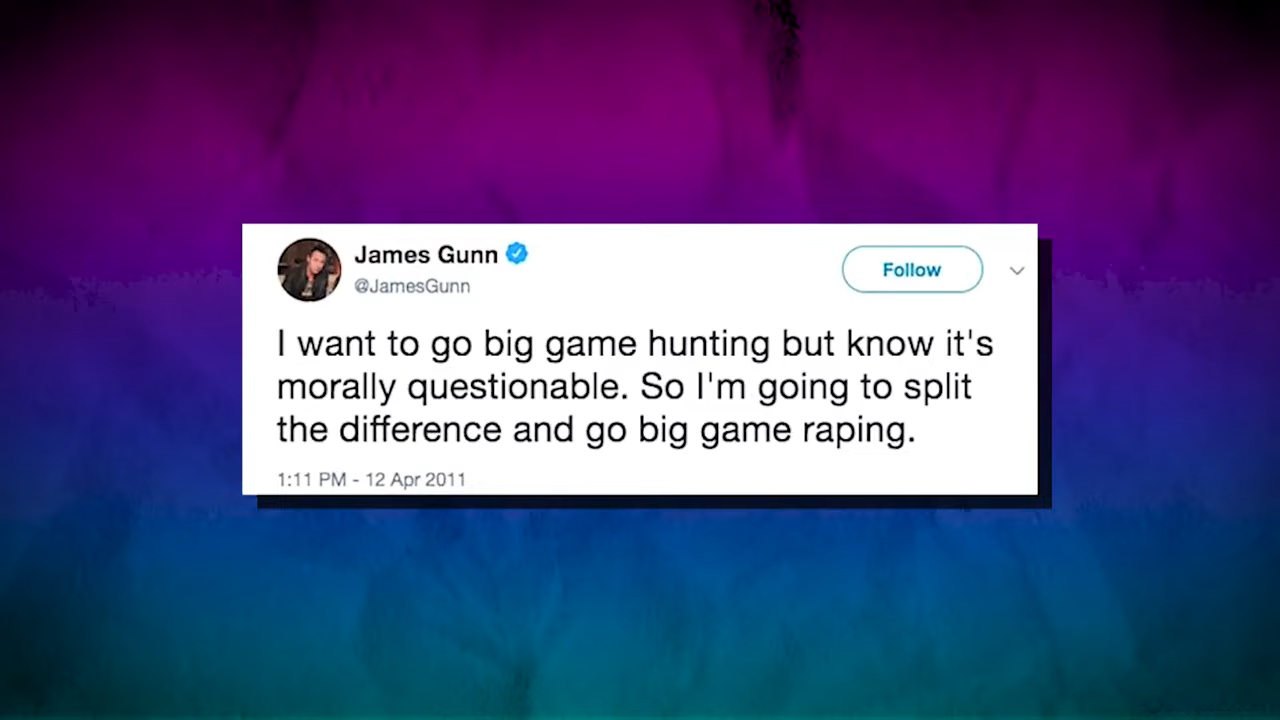 James Gunn
@JamesGunn
Follow
I want to go big game hunting but know it's
morally questionable. So I'm going to split
the difference and go big game raping.
1:11 PM - 12 Apr 2011